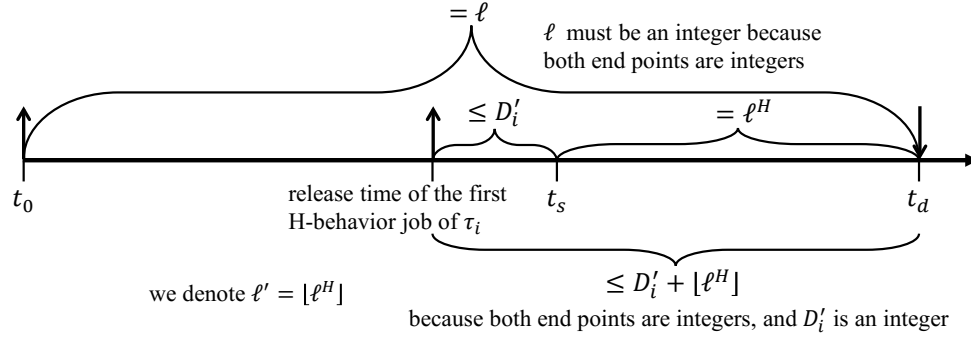 = ℓ
ℓ must be an integer because
both end points are integers
≤ D′ᵢ
= ℓᴴ
t₀
release time of the first
H-behavior job of τᵢ
tₛ
t_d
≤ D′ᵢ + ⌊ℓᴴ⌋
we denote ℓ′ = ⌊ℓᴴ⌋
because both end points are integers, and D′ᵢ is an integer